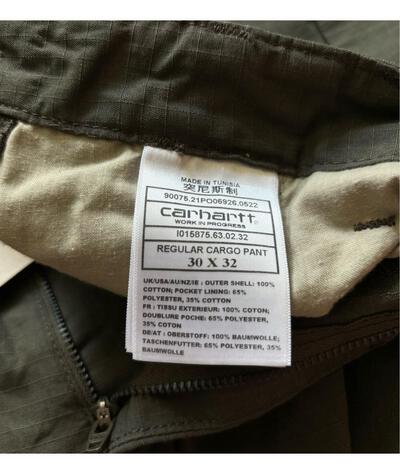 MADE IN TUNISIA
突尼斯制
90075.21PO06926.0522
carhartt
WORK IN PROGRESS
I015875.63.02.32
REGULAR CARGO PANT
30 X 32
UK/USA/AU/NZ/IE : OUTER SHELL: 100%
COTTON; POCKET LINING: 65%
POLYESTER, 35% COTTON
FR : TISSU EXTERIEUR: 100% COTON;
DOUBLURE POCHE: 65% POLYESTER,
35% COTON
DE/AT : OBERSTOFF: 100% BAUMWOLLE;
TASCHENFUTTER: 65% POLYESTER, 35%
BAUMWOLLE